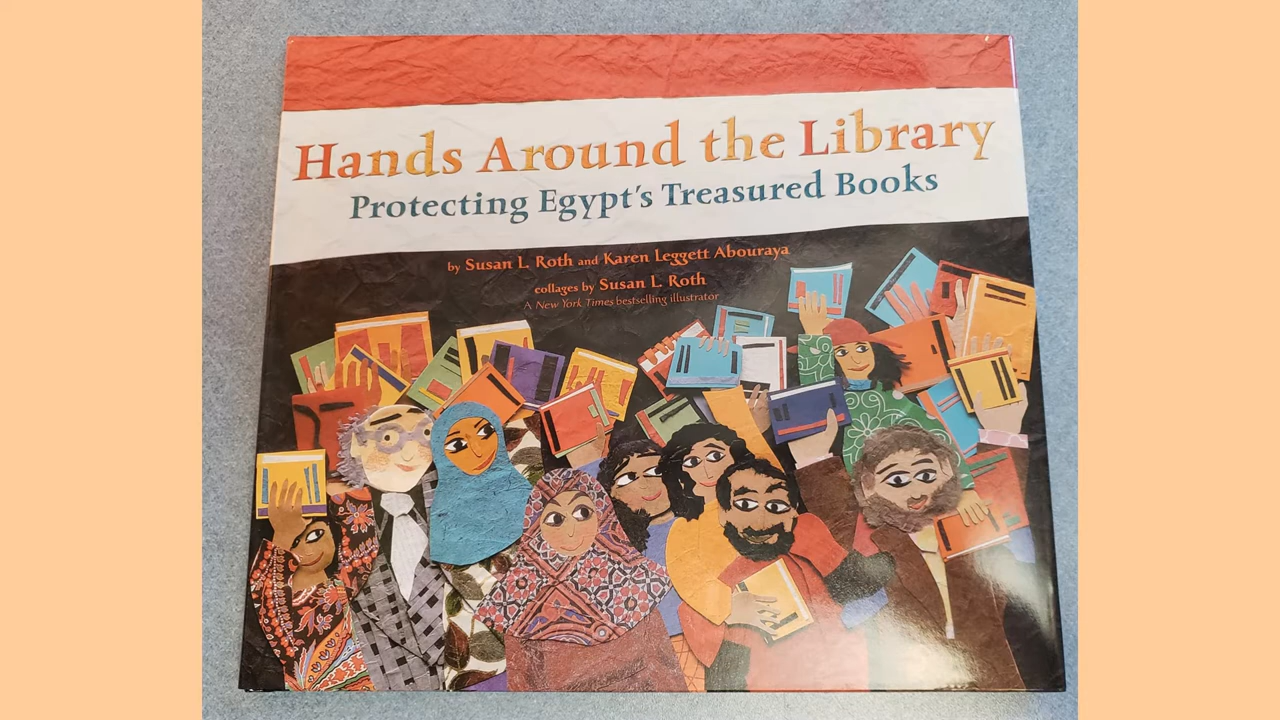 Hands Around the Library
Protecting Egypt's Treasured Books
by Susan L. Roth and Karen Leggett Abouraya
collages by Susan L. Roth
A New York Times bestselling illustrator